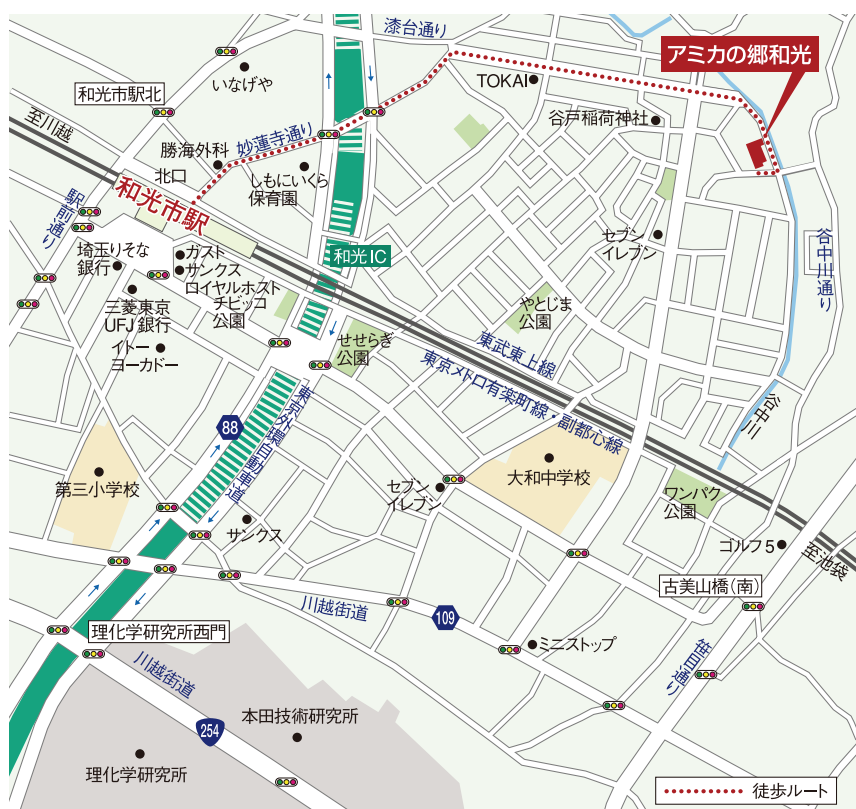 漆台通り
アミカの郷和光
いなげや
TOKAI
和光市駅北
谷戸稲荷神社
至川越
妙蓮寺通り
勝海外科
北口
しもにいくら
保育園
和光市駅
駅前通り
セブン
イレブン
谷中川通り
和光IC
埼玉りそな
銀行
ガスト
サンクス
ロイヤルホスト
チビッコ
公園
三菱東京
UFJ銀行
やとじま
公園
せせらぎ
公園
イトー
ヨーカドー
東武東上線
東京メトロ有楽町線・副都心線
谷中川
88
東京外環自動車道
第三小学校
大和中学校
セブン
イレブン
ワンパク
公園
サンクス
ゴルフ5
至池袋
古美山橋(南)
川越街道
109
理化学研究所西門
ミニストップ
笹目通り
川越街道
254
本田技術研究所
理化学研究所
徒歩ルート